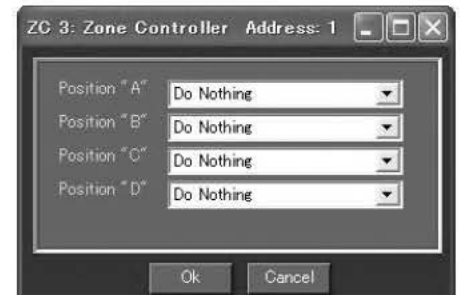 ZC 3: Zone Controller Address: 1
Position "A" Do Nothing
Position "B" Do Nothing
Position "C" Do Nothing
Position "D" Do Nothing
Ok Cancel